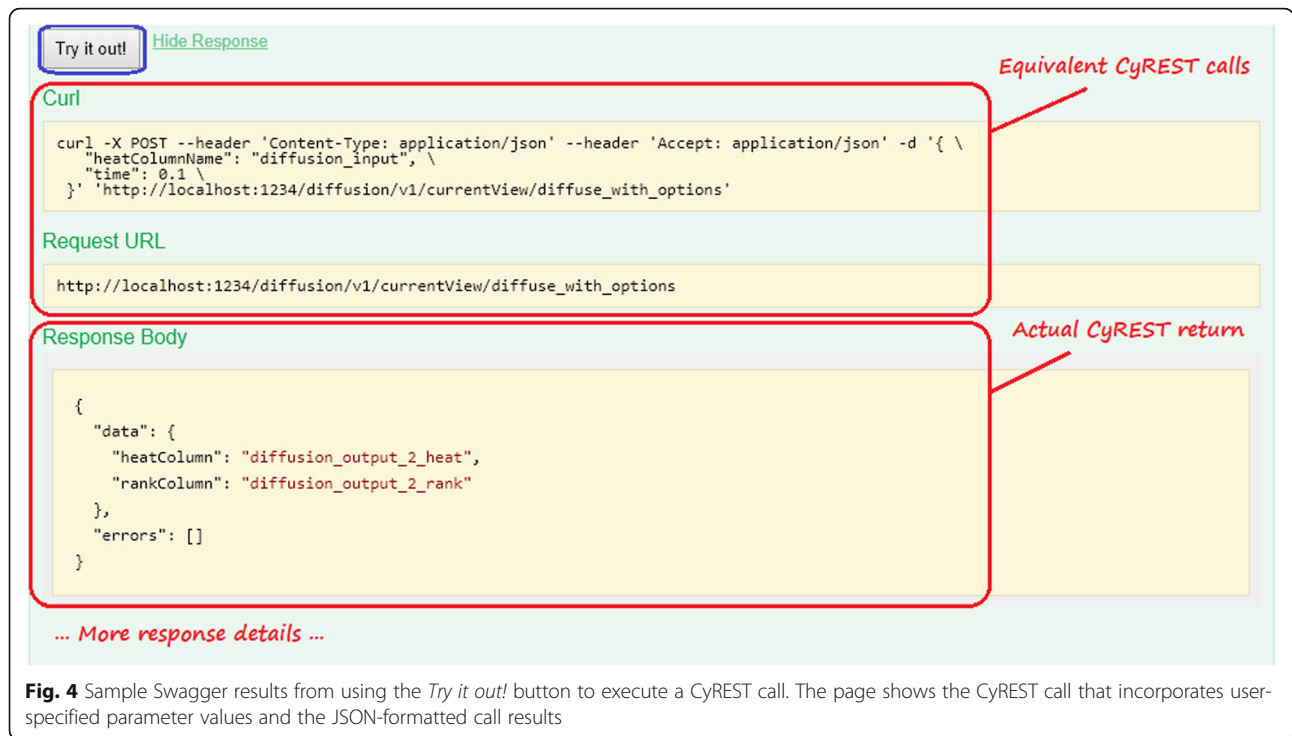 Try it out!
Hide Response
Equivalent CyREST calls
Curl
curl -X POST --header 'Content-Type: application/json' --header 'Accept: application/json' -d '{ \
"heatColumnName": "diffusion_input", \
"time": 0.1 \
}' 'http://localhost:1234/diffusion/v1/currentView/diffuse_with_options'
Request URL
http://localhost:1234/diffusion/v1/currentView/diffuse_with_options
Actual CyREST return
Response Body
{
"data": {
"heatColumn": "diffusion_output_2_heat",
"rankColumn": "diffusion_output_2_rank"
},
"errors": []
}
... More response details ...
Fig. 4 Sample Swagger results from using the Try it out! button to execute a CyREST call. The page shows the CyREST call that incorporates user-
specified parameter values and the JSON-formatted call results